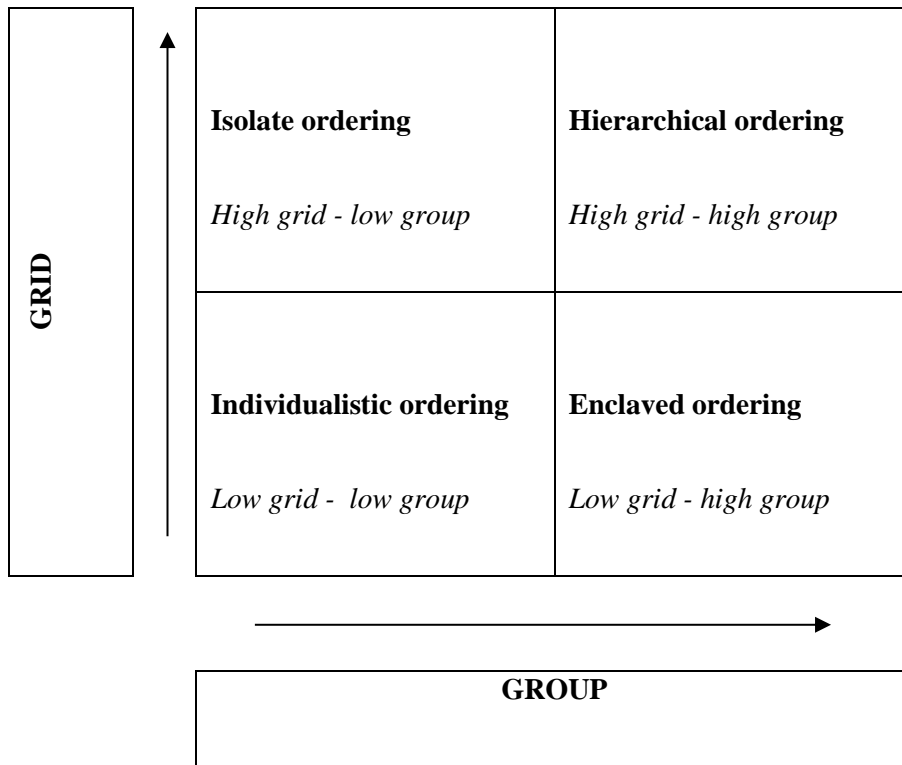 GRID
Isolate ordering
High grid - low group
Hierarchical ordering
High grid - high group
Individualistic ordering
Low grid -  low group
Enclaved ordering
Low grid - high group
GROUP